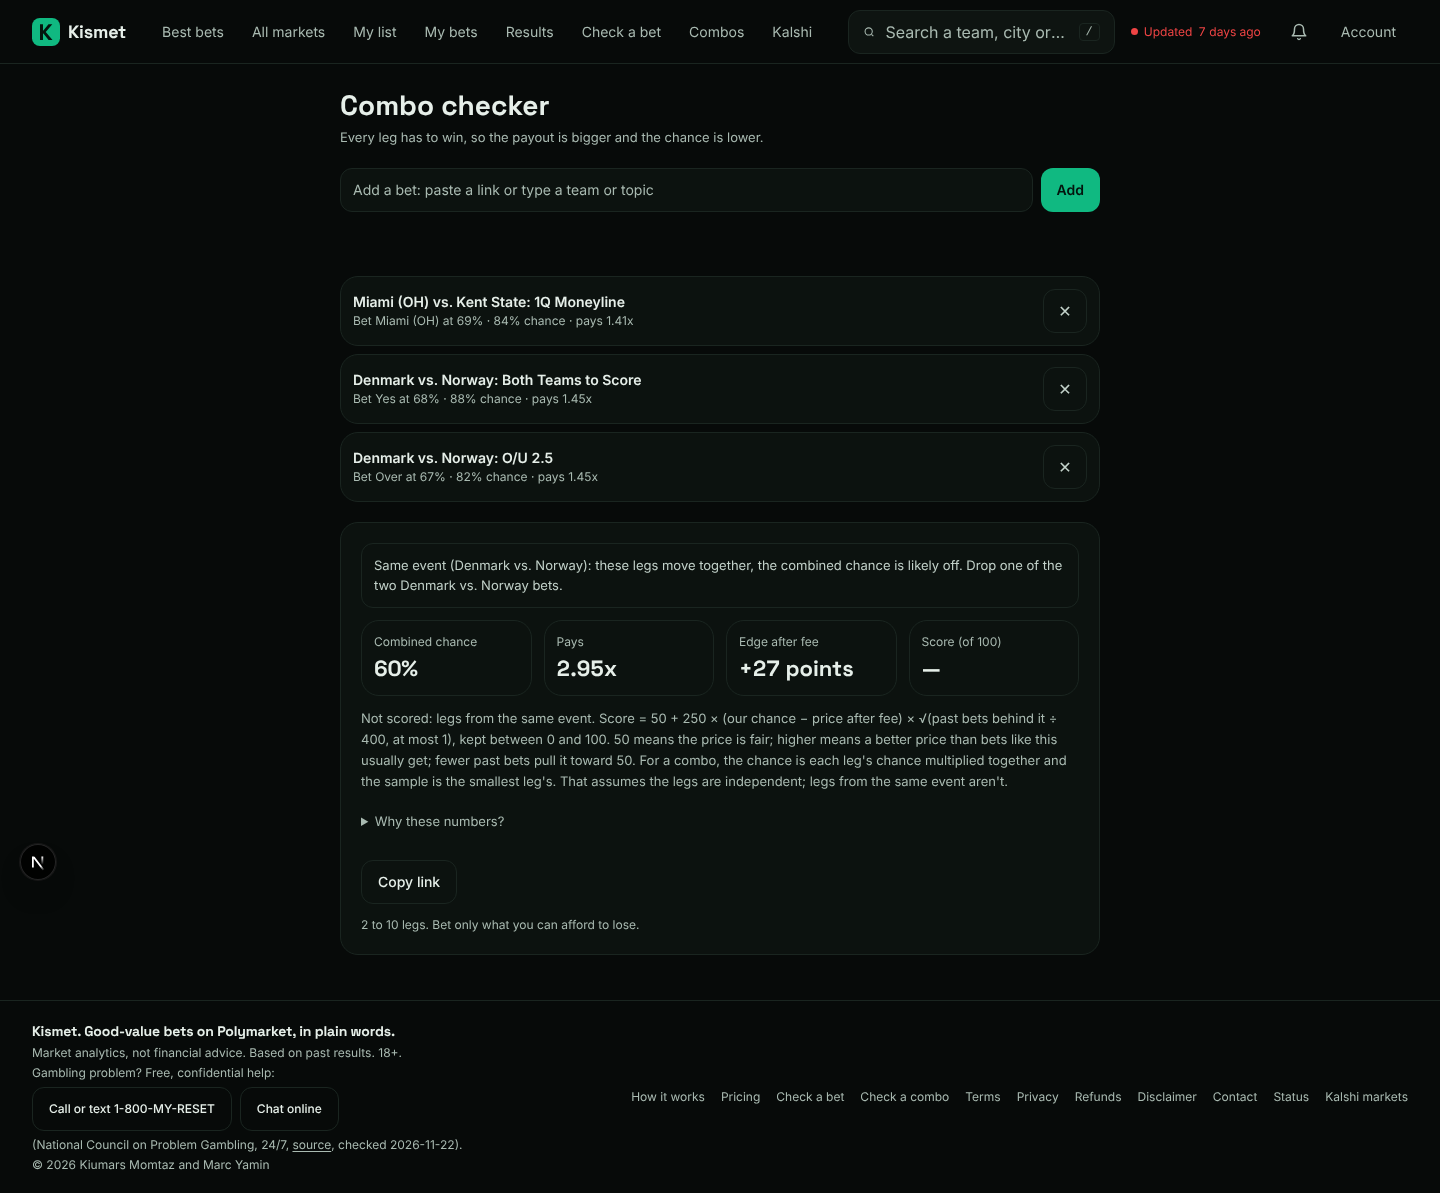 Kismet
Best bets
All markets
My list
My bets
Results
Check a bet
Combos
Kalshi
Search a team, city or…
/
Updated 7 days ago
Account
Combo checker
Every leg has to win, so the payout is bigger and the chance is lower.
Add a bet: paste a link or type a team or topic
Add
Miami (OH) vs. Kent State: 1Q Moneyline
Bet Miami (OH) at 69% · 84% chance · pays 1.41x
Denmark vs. Norway: Both Teams to Score
Bet Yes at 68% · 88% chance · pays 1.45x
Denmark vs. Norway: O/U 2.5
Bet Over at 67% · 82% chance · pays 1.45x
Same event (Denmark vs. Norway): these legs move together, the combined chance is likely off. Drop one of the
two Denmark vs. Norway bets.
Combined chance
60%
Pays
2.95x
Edge after fee
+27 points
Score (of 100)
—
Not scored: legs from the same event. Score = 50 + 250 × (our chance − price after fee) × √(past bets behind it ÷
400, at most 1), kept between 0 and 100. 50 means the price is fair; higher means a better price than bets like this
usually get; fewer past bets pull it toward 50. For a combo, the chance is each leg's chance multiplied together and
the sample is the smallest leg's. That assumes the legs are independent; legs from the same event aren't.
Why these numbers?
Copy link
2 to 10 legs. Bet only what you can afford to lose.
Kismet. Good-value bets on Polymarket, in plain words.
Market analytics, not financial advice. Based on past results. 18+.
Gambling problem? Free, confidential help:
Call or text 1-800-MY-RESET
Chat online
(National Council on Problem Gambling, 24/7, source, checked 2026-11-22).
© 2026 Kiumars Momtaz and Marc Yamin
How it works
Pricing
Check a bet
Check a combo
Terms
Privacy
Refunds
Disclaimer
Contact
Status
Kalshi markets